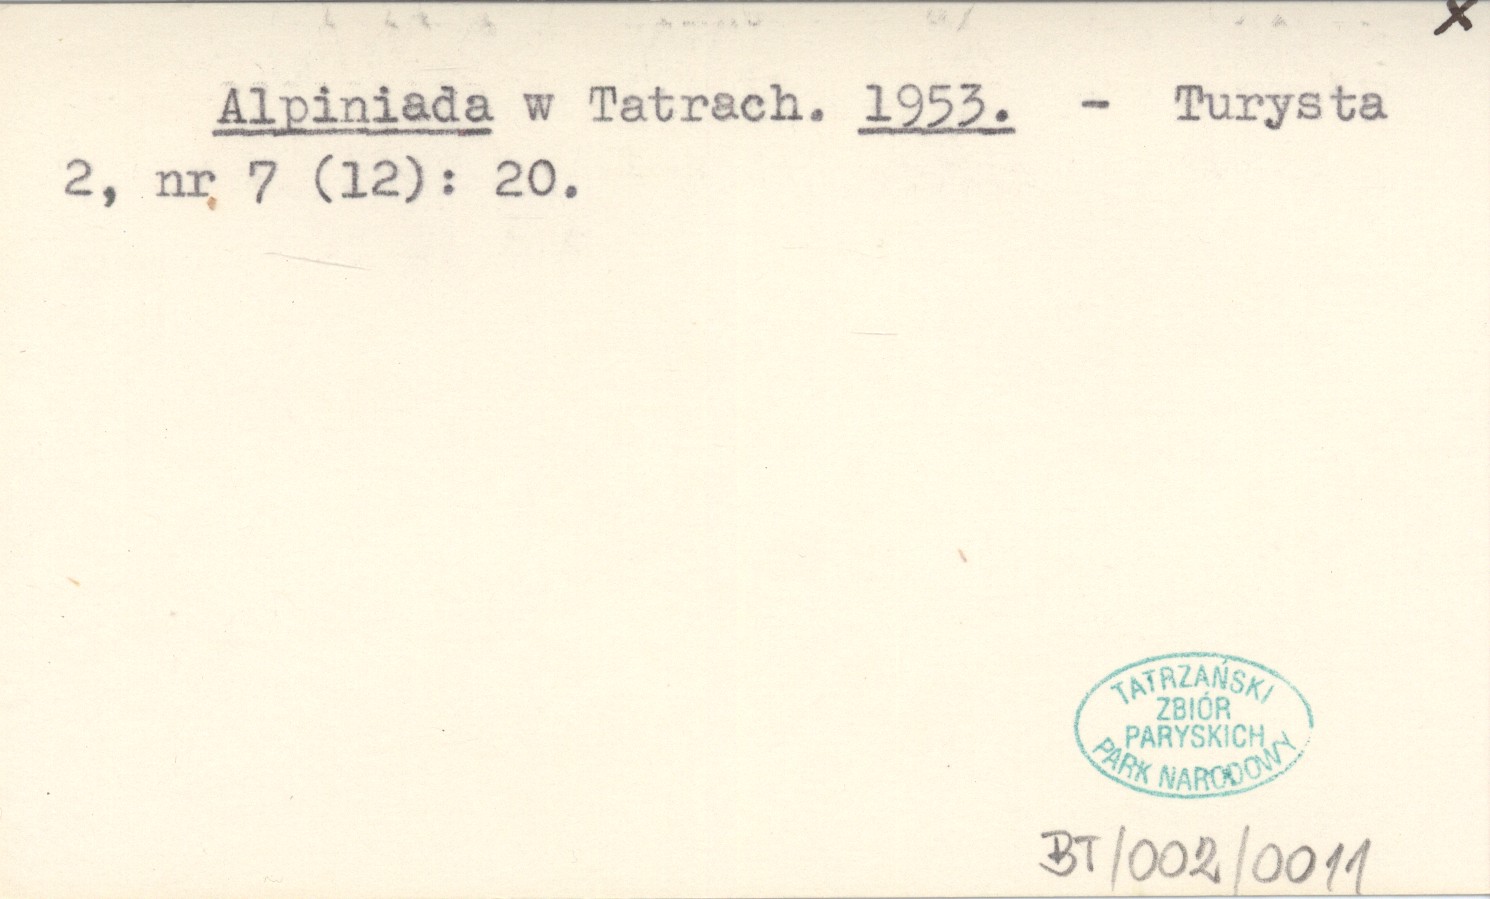 x
Alpiniada w Tatrach. 1953. - Turysta
2, nr 7 (12): 20.
TATRZAŃSKI
ZBIÓR
PARYSKICH
PARK NARODOWY
BT/002/0011